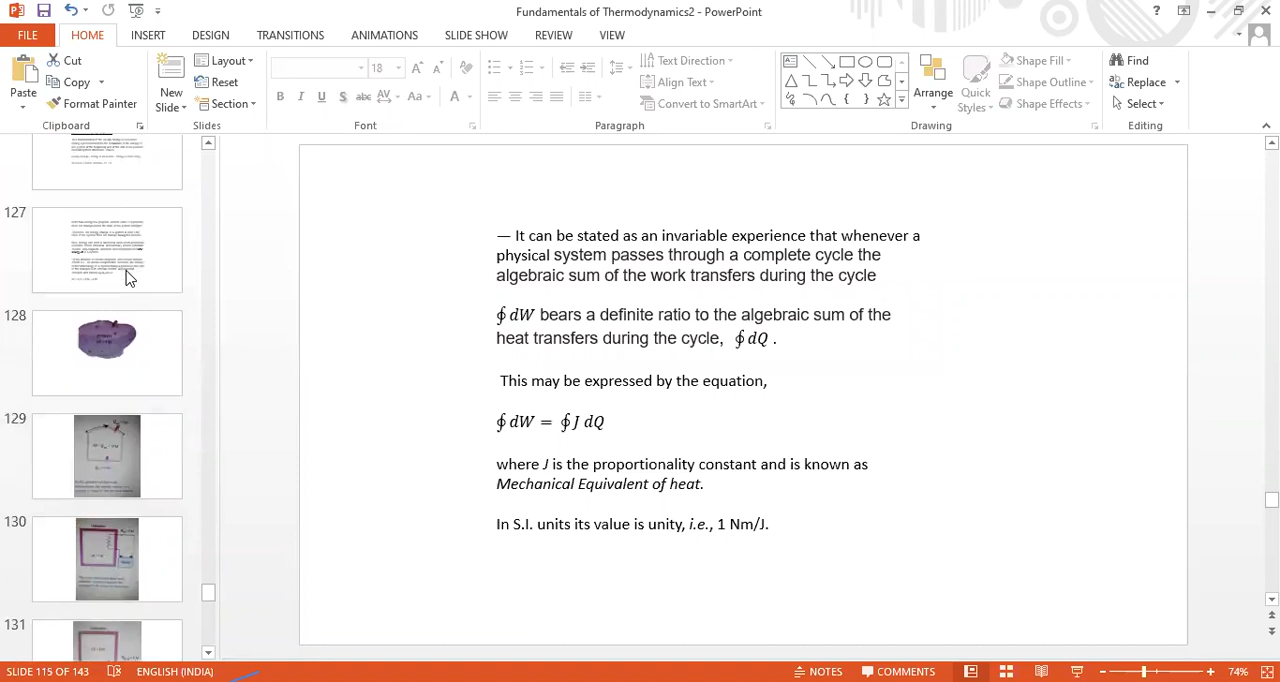 Fundamentals of Thermodynamics2 - PowerPoint
FILE
HOME
INSERT
DESIGN
TRANSITIONS
ANIMATIONS
SLIDE SHOW
REVIEW
VIEW
Paste
Cut
Copy
Format Painter
Clipboard
New Slide
Layout
Reset
Section
Slides
18
B I U S abc AV Aa A
Font
Text Direction
Align Text
Convert to SmartArt
Paragraph
Arrange
Quick Styles
Shape Fill
Shape Outline
Shape Effects
Drawing
Find
Replace
Select
Editing
127
128
129
130
131
— It can be stated as an invariable experience that whenever a
physical system passes through a complete cycle the
algebraic sum of the work transfers during the cycle
∮ dW bears a definite ratio to the algebraic sum of the
heat transfers during the cycle, ∮ dQ .
This may be expressed by the equation,
∮ dW = ∮ J dQ
where J is the proportionality constant and is known as
Mechanical Equivalent of heat.
In S.I. units its value is unity, i.e., 1 Nm/J.
SLIDE 115 OF 143
ENGLISH (INDIA)
NOTES
COMMENTS
74%